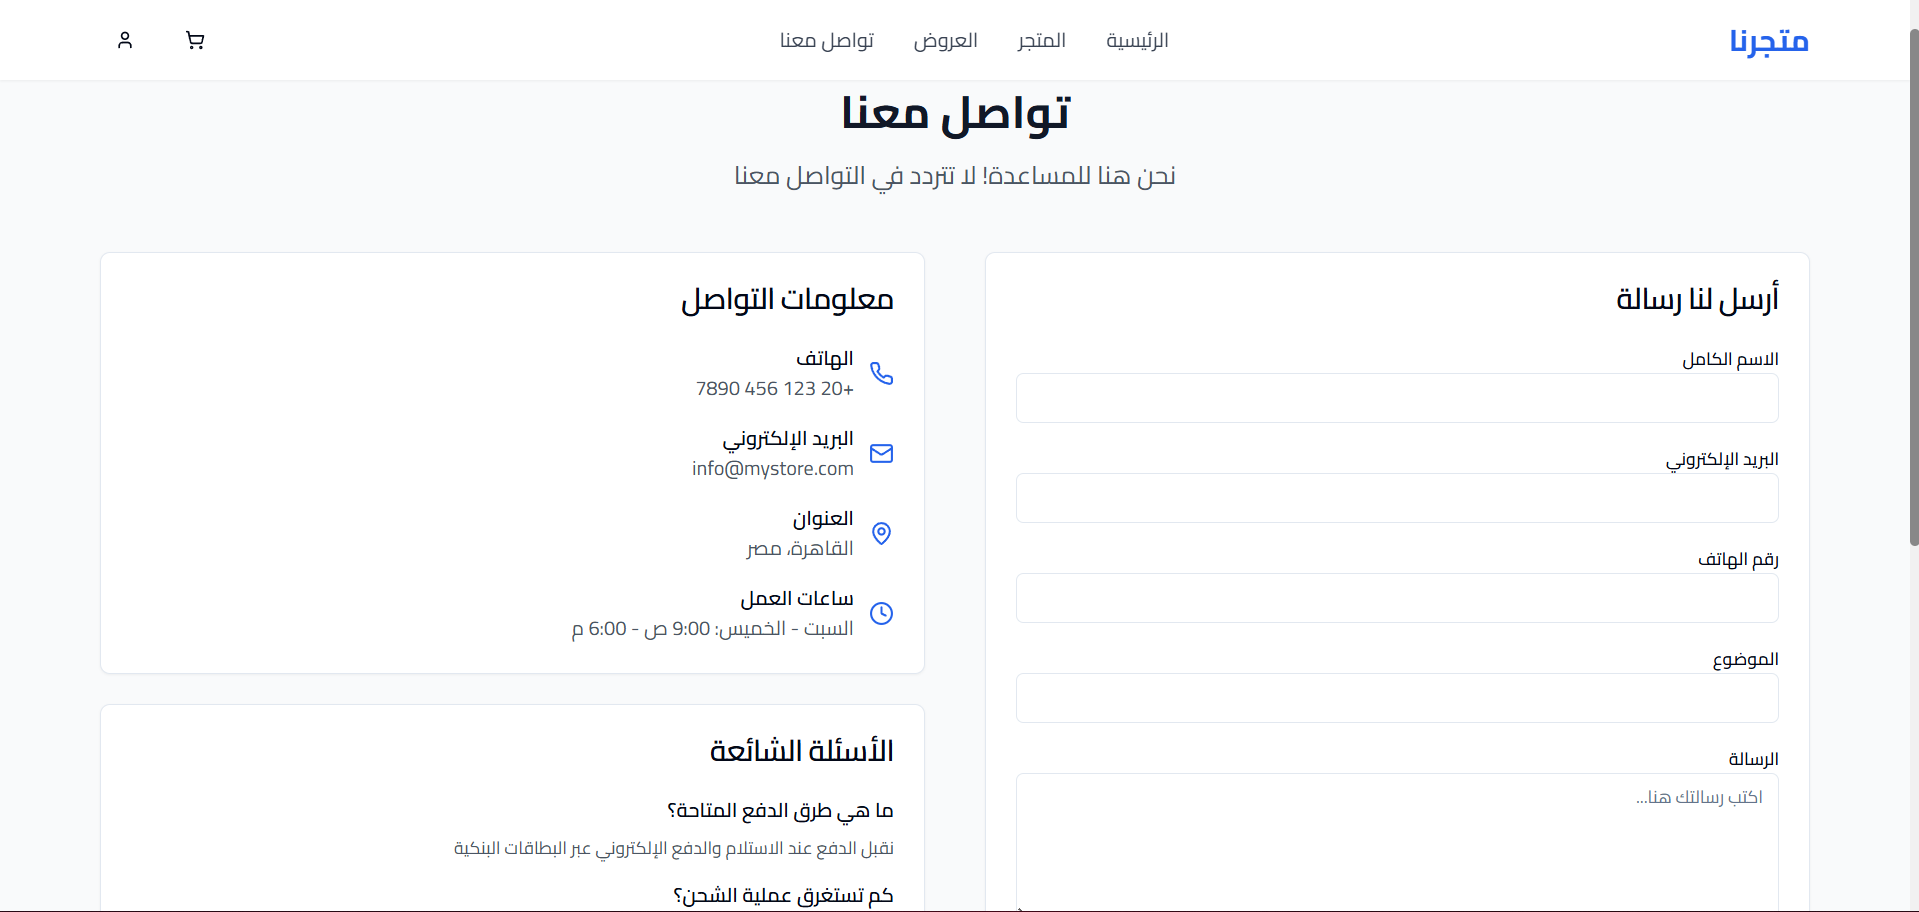 متجرنا
الرئيسية
المتجر
العروض
تواصل معنا
تواصل معنا
نحن هنا للمساعدة! لا تتردد في التواصل معنا
أرسل لنا رسالة
الاسم الكامل
البريد الإلكتروني
رقم الهاتف
الموضوع
الرسالة
اكتب رسالتك هنا...
معلومات التواصل
الهاتف
+20 123 456 7890
البريد الإلكتروني
info@mystore.com
العنوان
القاهرة، مصر
ساعات العمل
السبت - الخميس: 9:00 ص - 6:00 م
الأسئلة الشائعة
ما هي طرق الدفع المتاحة؟
نقبل الدفع عند الاستلام والدفع الإلكتروني عبر البطاقات البنكية
كم تستغرق عملية الشحن؟